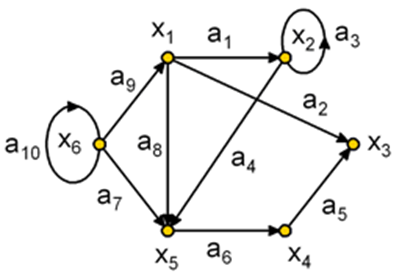 x1 a1 x2 a3
a9 a2
a10 x6 a8 a4 x3
a7 a5
x5 a6 x4